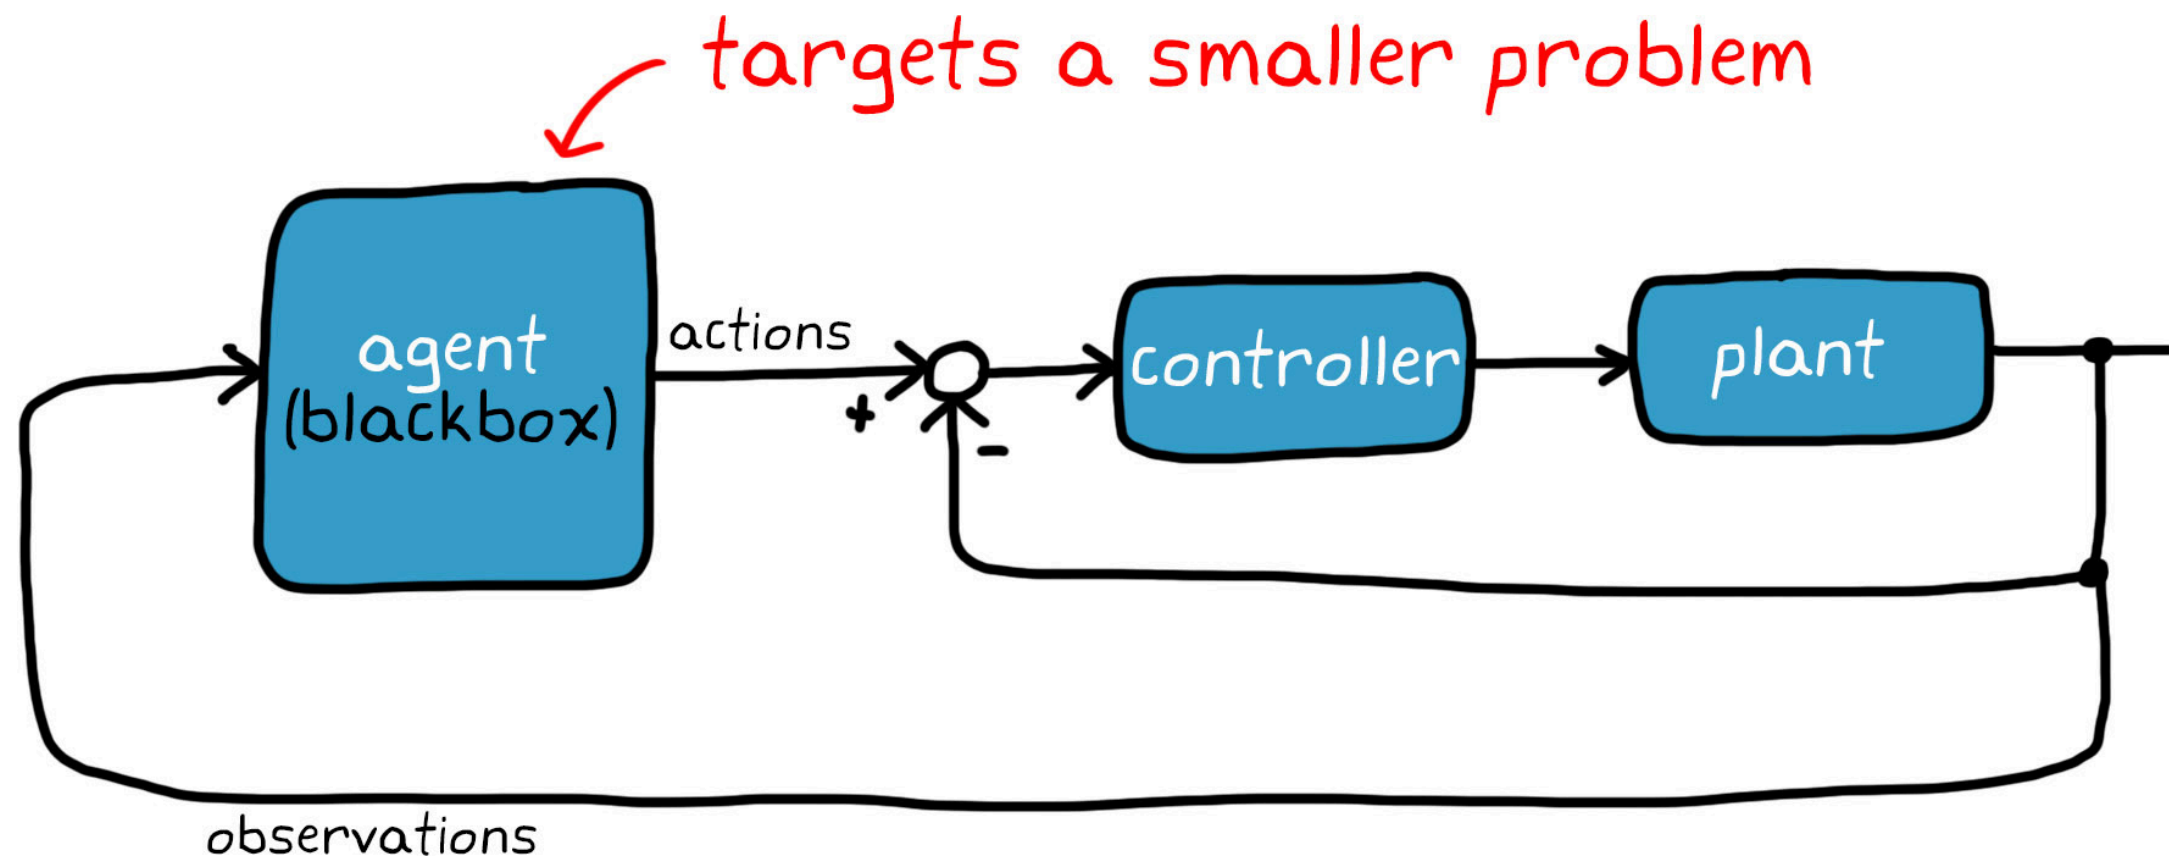 targets a smaller problem
agent
(blackbox)
actions
+
-
controller
plant
observations